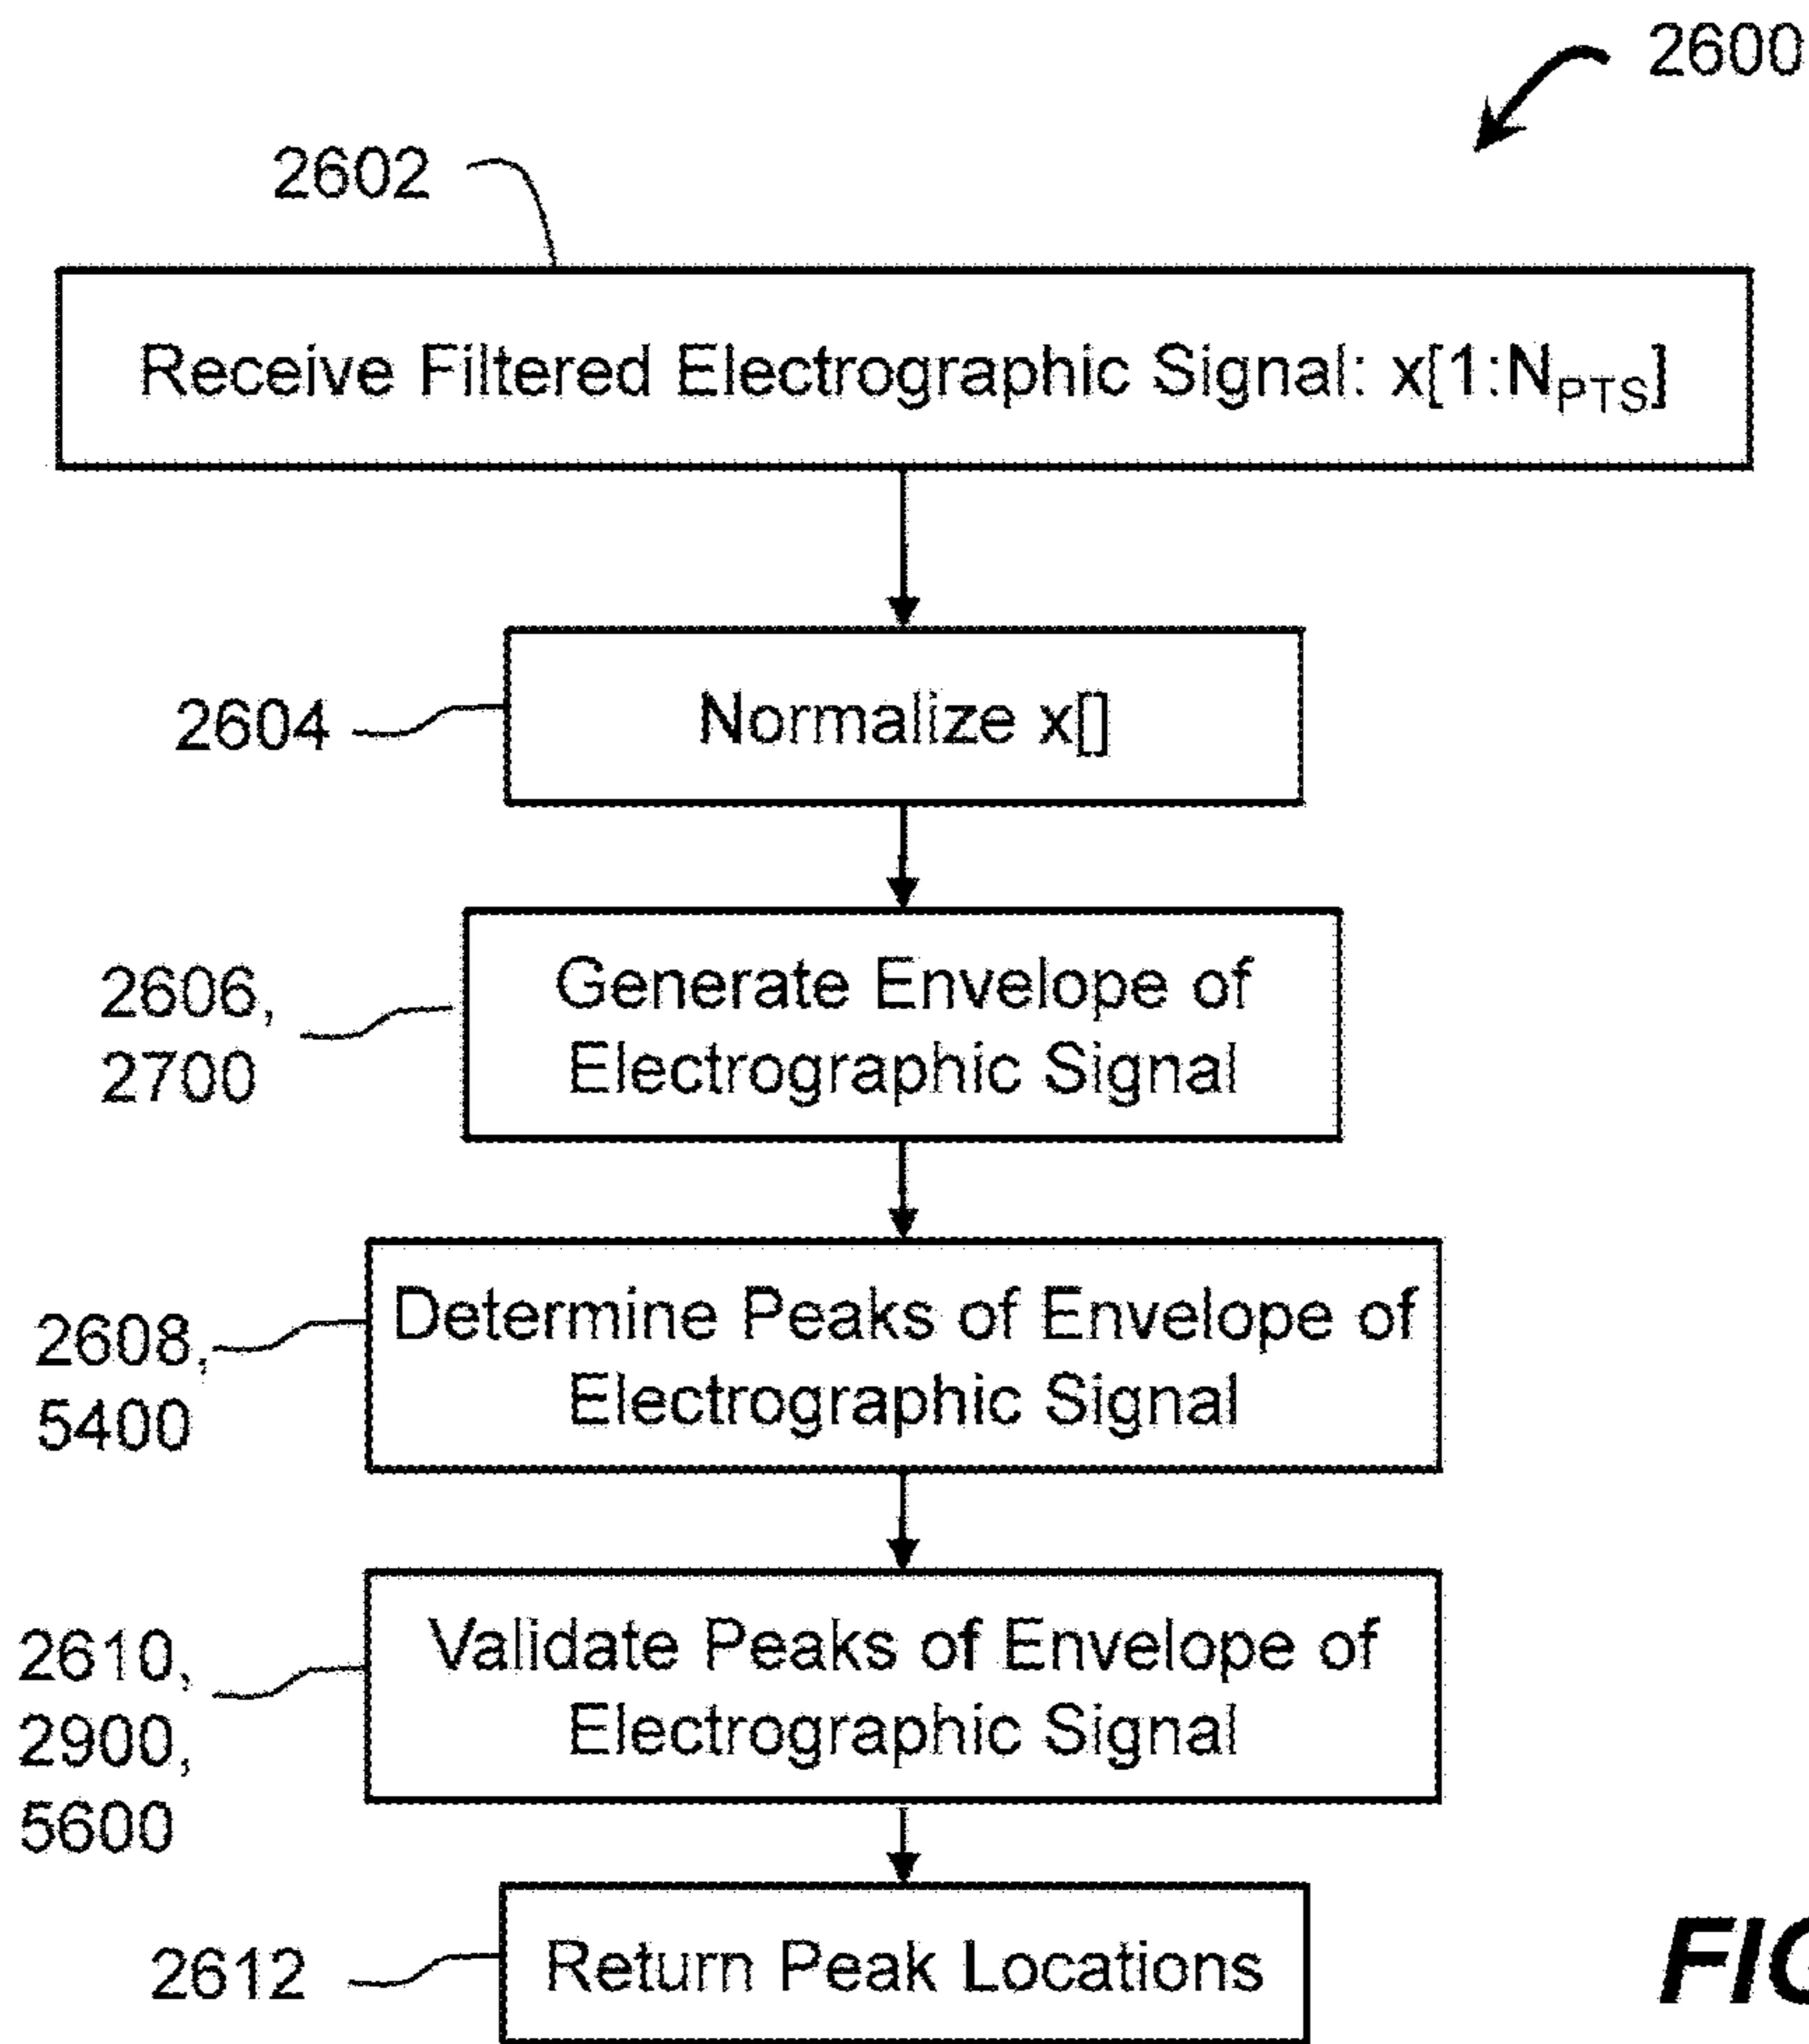 2600
2602
Receive Filtered Electrographic Signal: x[1:N_PTS]
2604
Normalize x[]
2606,
2700
Generate Envelope of
Electrographic Signal
2608,
5400
Determine Peaks of Envelope of
Electrographic Signal
2610,
2900,
5600
Validate Peaks of Envelope of
Electrographic Signal
2612
Return Peak Locations